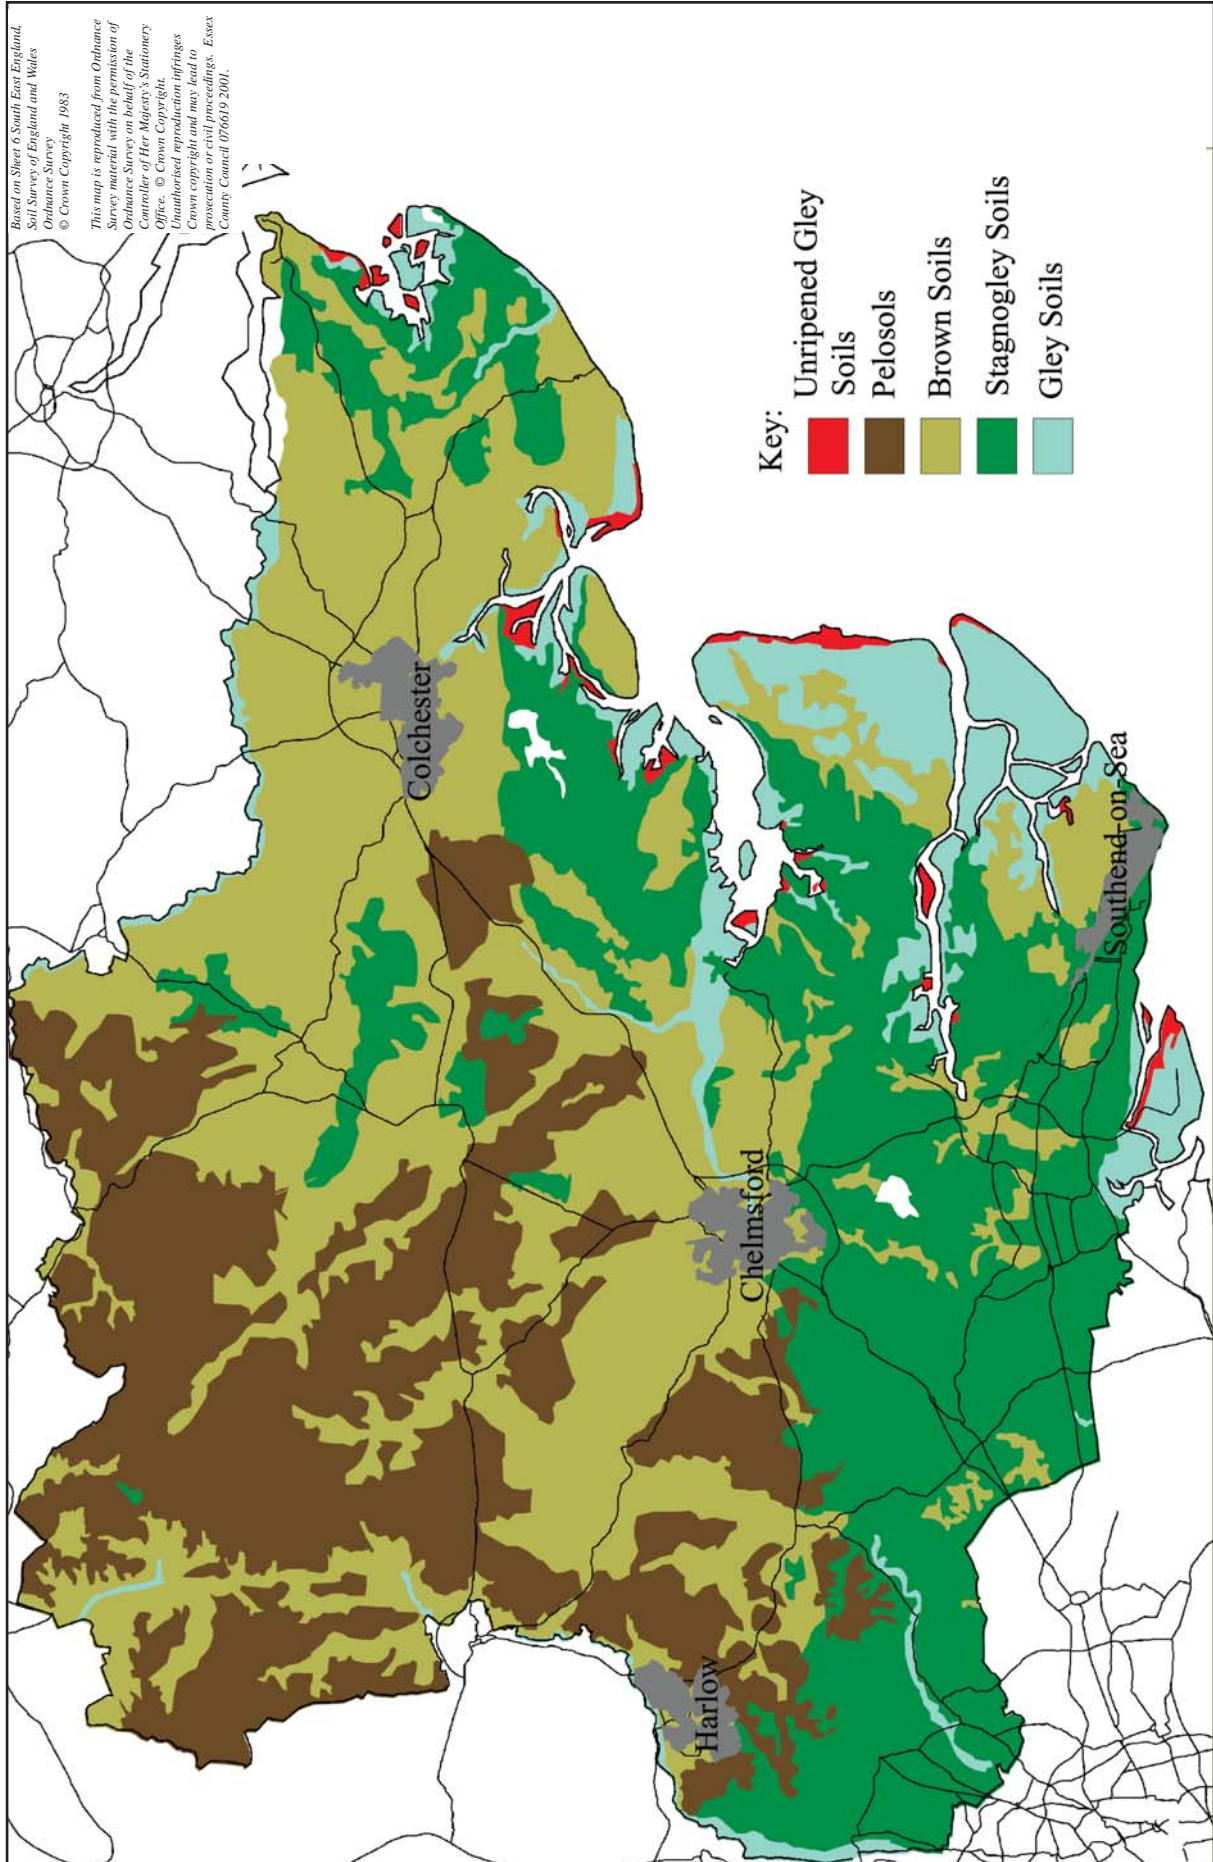 Based on Sheet 6 South East England,
Soil Survey of England and Wales
Ordnance Survey
© Crown Copyright 1983
This map is reproduced from Ordnance
Survey material with the permission of
Ordnance Survey on behalf of the
Controller of Her Majesty's Stationery
Office. © Crown Copyright.
Unauthorised reproduction infringes
Crown copyright and may lead to
prosecution or civil proceedings. Essex
County Council 076619 2001.
Colchester
Chelmsford
Harlow
Southend-on-Sea
Key:
Unripened Gley
Soils
Pelosols
Brown Soils
Stagnogley Soils
Gley Soils